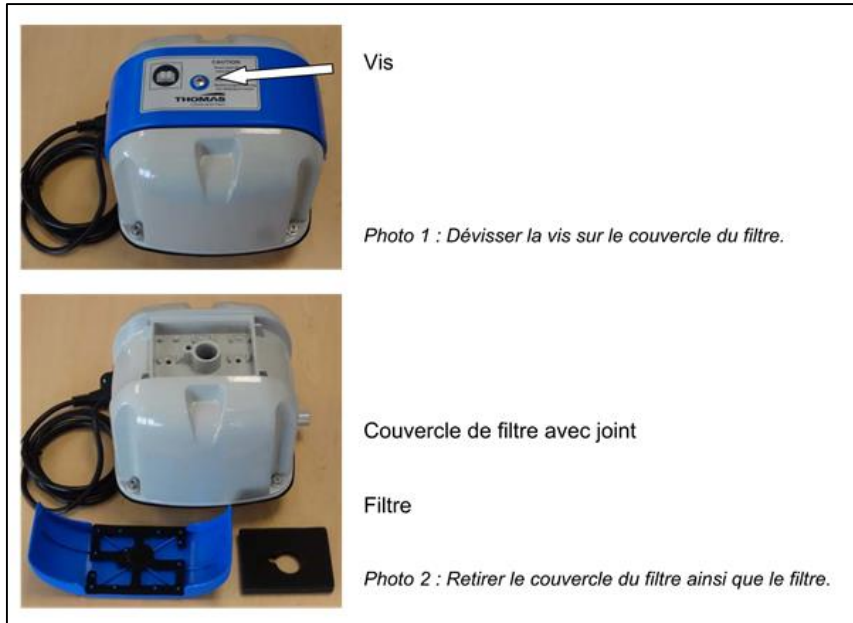 CAUTION
THOMAS
Vis
Photo 1 : Dévisser la vis sur le couvercle du filtre.
Couvercle de filtre avec joint
Filtre
Photo 2 : Retirer le couvercle du filtre ainsi que le filtre.